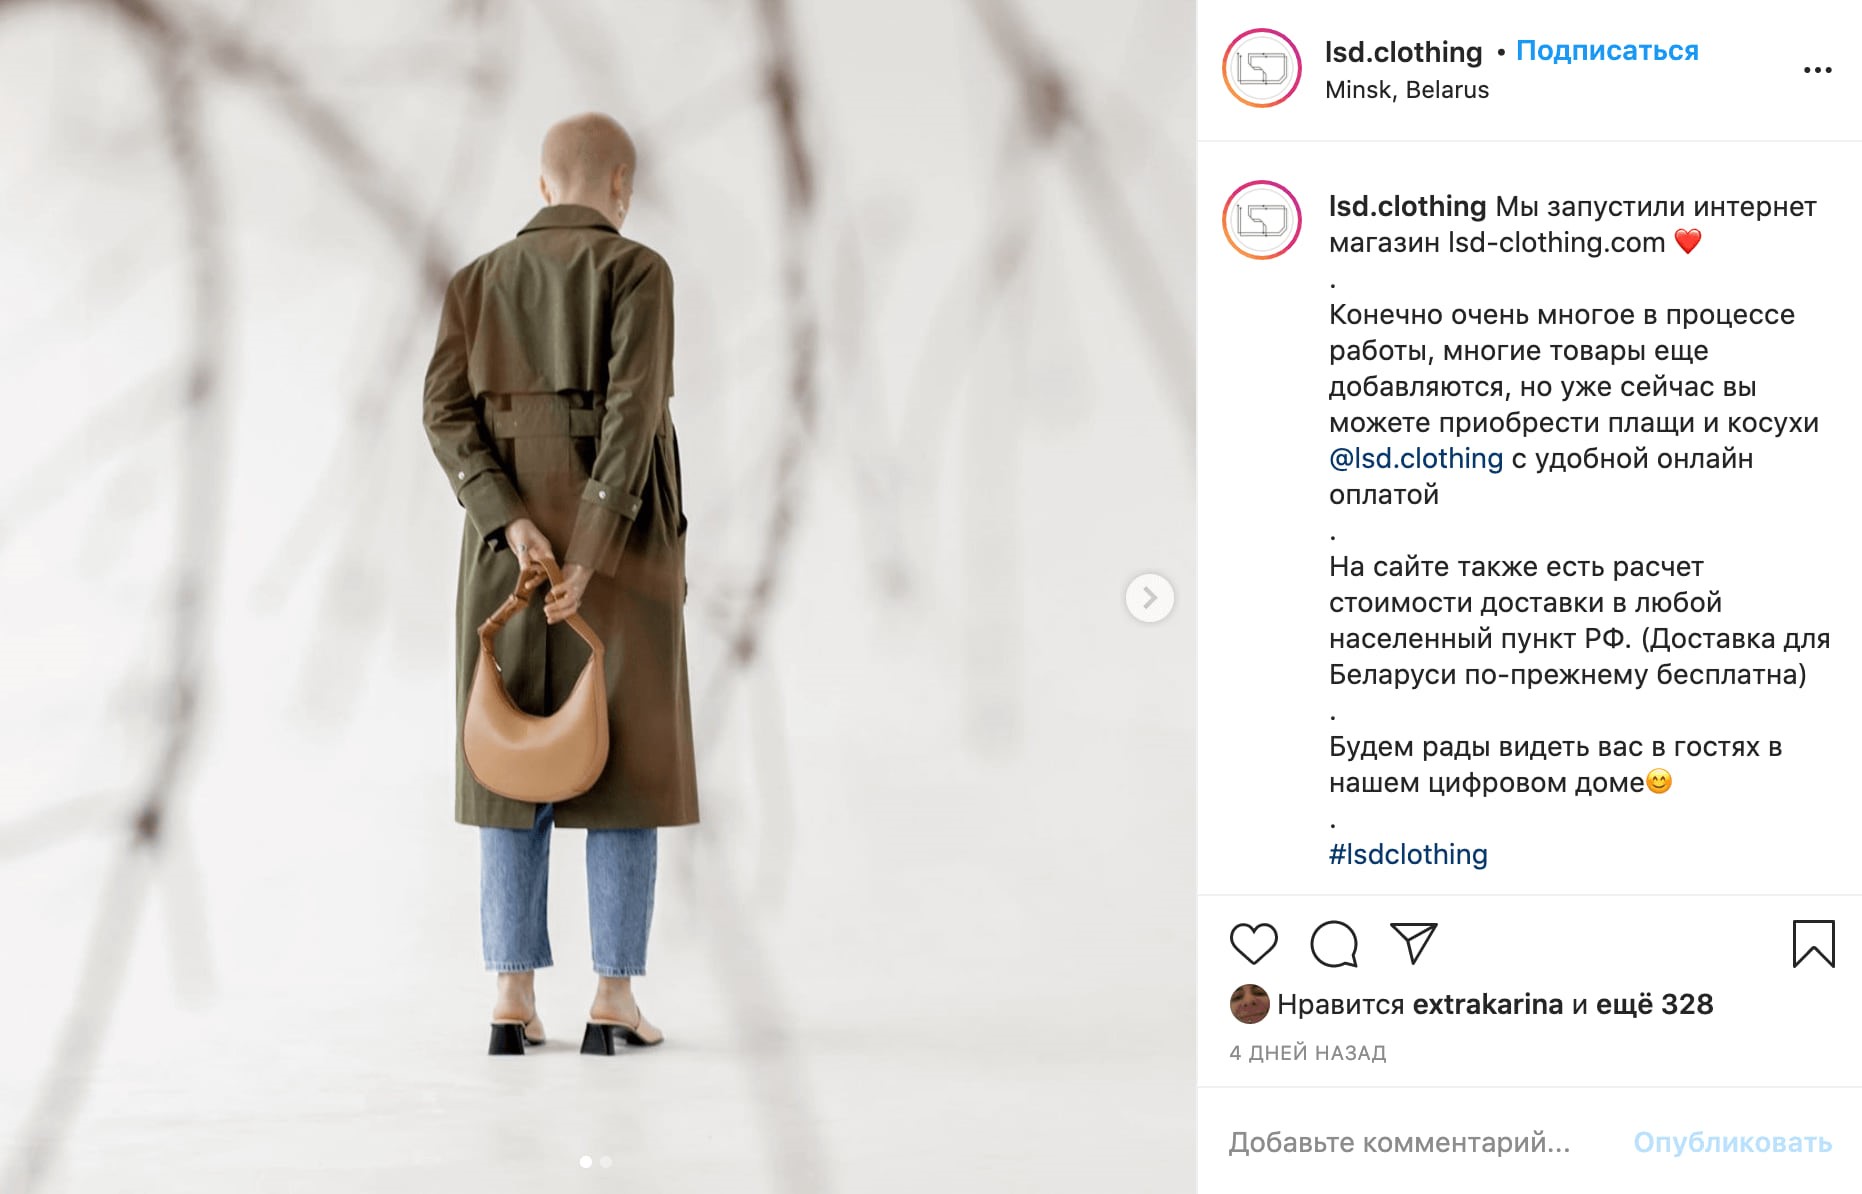 lsd.clothing • Подписаться
Minsk, Belarus
lsd.clothing Мы запустили интернет
магазин lsd-clothing.com ❤️
.
Конечно очень многое в процессе
работы, многие товары еще
добавляются, но уже сейчас вы
можете приобрести плащи и косухи
@lsd.clothing с удобной онлайн
оплатой
.
На сайте также есть расчет
стоимости доставки в любой
населенный пункт РФ. (Доставка для
Беларуси по-прежнему бесплатна)
.
Будем рады видеть вас в гостях в
нашем цифровом доме😊
.
#lsdclothing
Нравится extrakarina и ещё 328
4 ДНЕЙ НАЗАД
Добавьте комментарий... Опубликовать